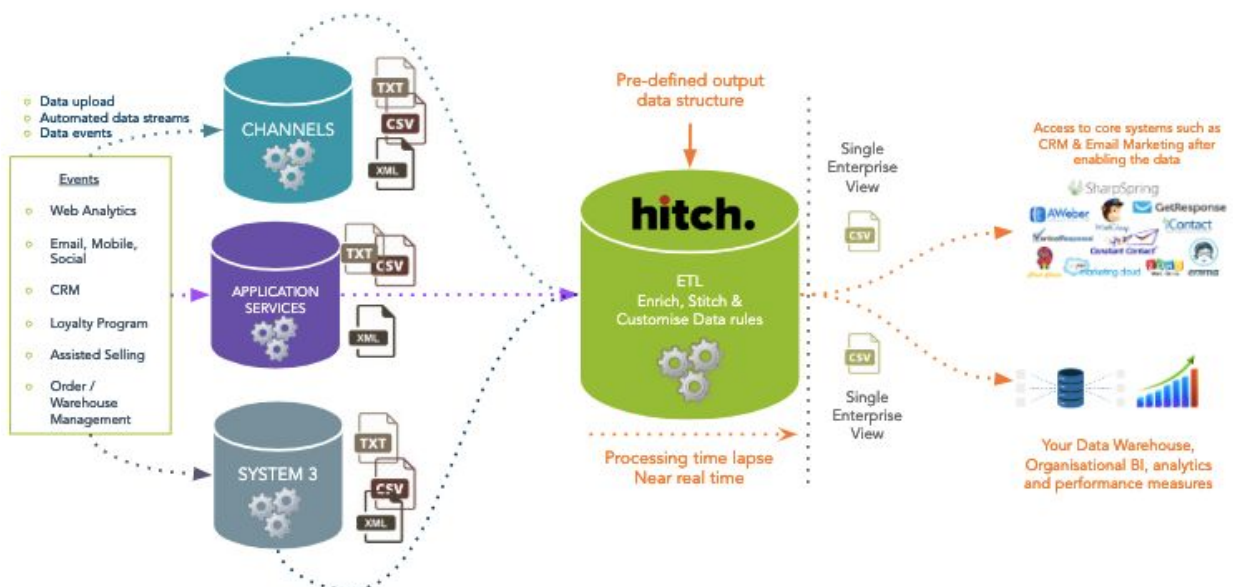 Data upload
Automated data streams
Data events
Events
Web Analytics
Email, Mobile,
Social
CRM
Loyalty Program
Assisted Selling
Order /
Warehouse
Management
CHANNELS
TXT
CSV
XML
APPLICATION
SERVICES
TXT
CSV
XML
SYSTEM 3
TXT
CSV
XML
Pre-defined output
data structure
hitch.
ETL
Enrich, Stitch &
Customise Data rules
Processing time lapse
Near real time
Single
Enterprise
View
CSV
CSV
Single
Enterprise
View
Access to core systems such as
CRM & Email Marketing after
enabling the data
SharpSpring
AWeber
GetResponse
iContact
Constant Contact
marketing cloud
emma
Your Data Warehouse,
Organisational BI, analytics
and performance measures